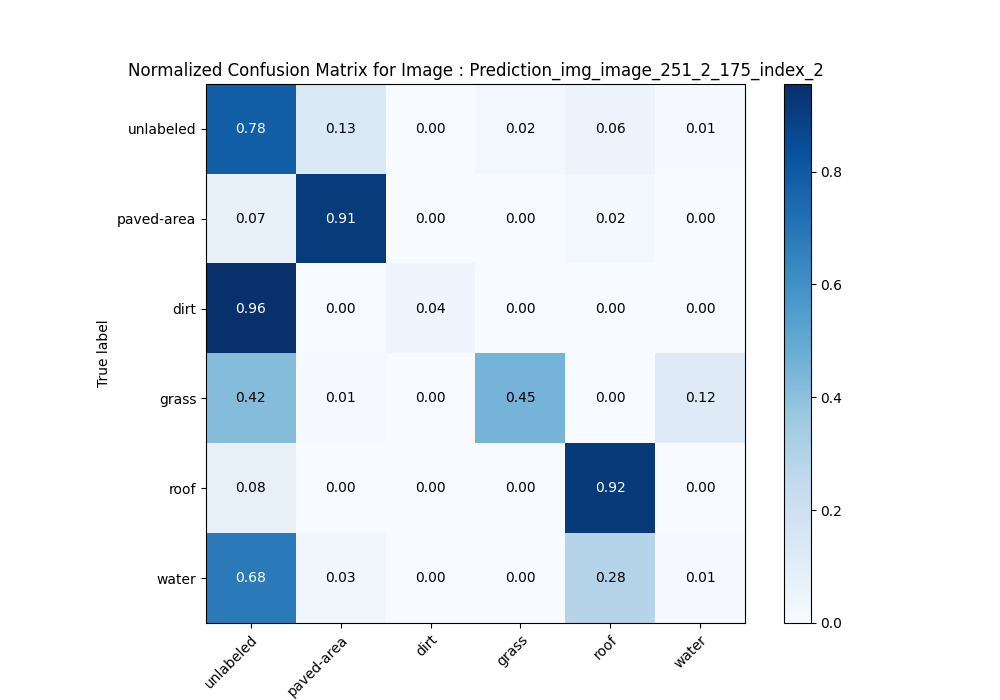 Normalized Confusion Matrix for Image : Prediction_img_image_251_2_175_index_2
True label
unlabeled 0.78 0.13 0.00 0.02 0.06 0.01
paved-area 0.07 0.91 0.00 0.00 0.02 0.00
dirt 0.96 0.00 0.04 0.00 0.00 0.00
grass 0.42 0.01 0.00 0.45 0.00 0.12
roof 0.08 0.00 0.00 0.00 0.92 0.00
water 0.68 0.03 0.00 0.00 0.28 0.01
unlabeled paved-area dirt grass roof water
0.8
0.6
0.4
0.2
0.0